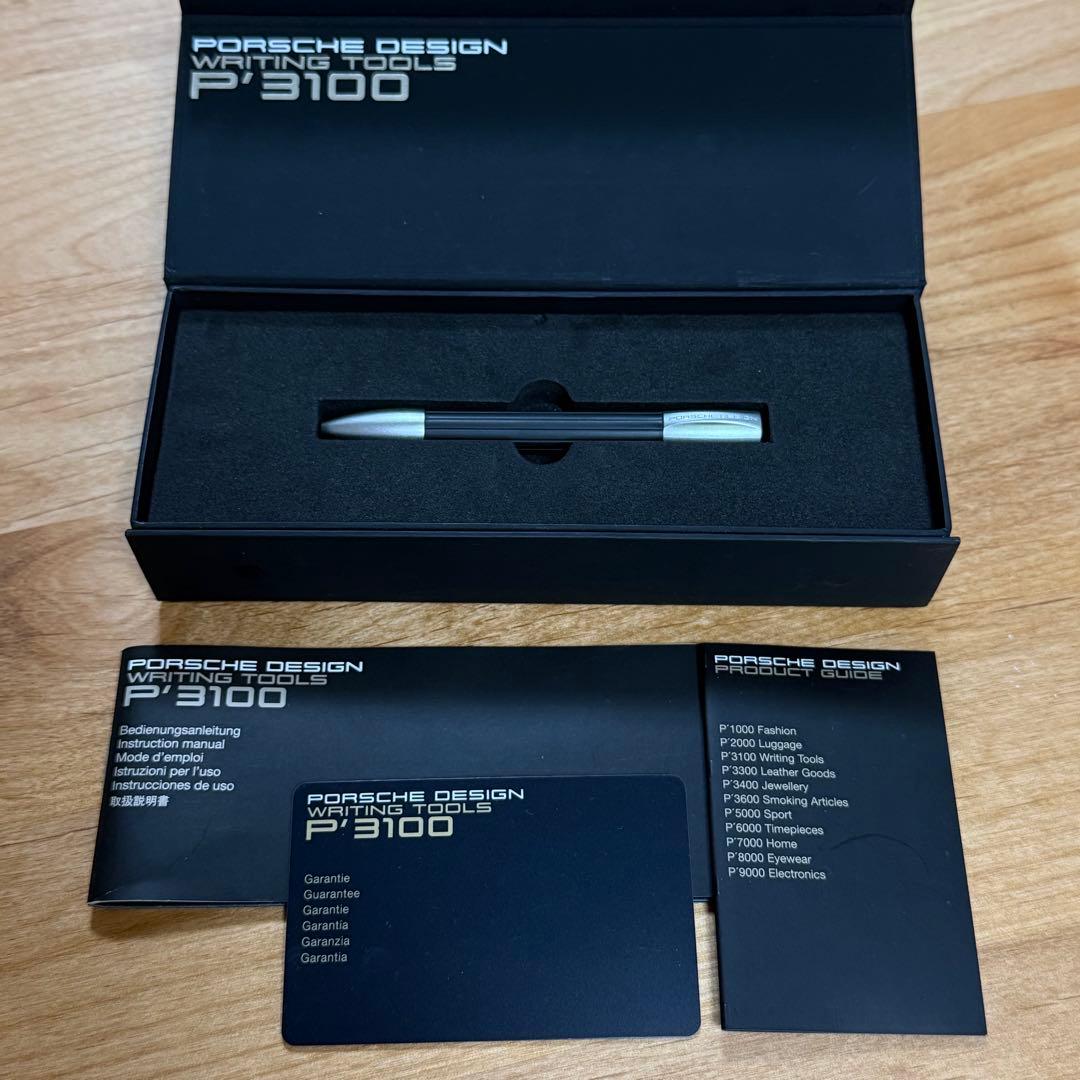 PORSCHE DESIGN
WRITING TOOLS
P′3100
PORSCHE DESIGN
PORSCHE DESIGN
WRITING TOOLS
P′3100
Bedienungsanleitung
Instruction manual
Mode d'emploi
Istruzioni per l'uso
Instrucciones de uso
取扱説明書
PORSCHE DESIGN
WRITING TOOLS
P′3100
Garantie
Guarantee
Garantie
Garantía
Garanzia
Garantia
PORSCHE DESIGN
PRODUCT GUIDE
P′1000 Fashion
P′2000 Luggage
P′3100 Writing Tools
P′3300 Leather Goods
P′3400 Jewellery
P′3600 Smoking Articles
P′5000 Sport
P′6000 Timepieces
P′7000 Home
P′8000 Eyewear
P′9000 Electronics